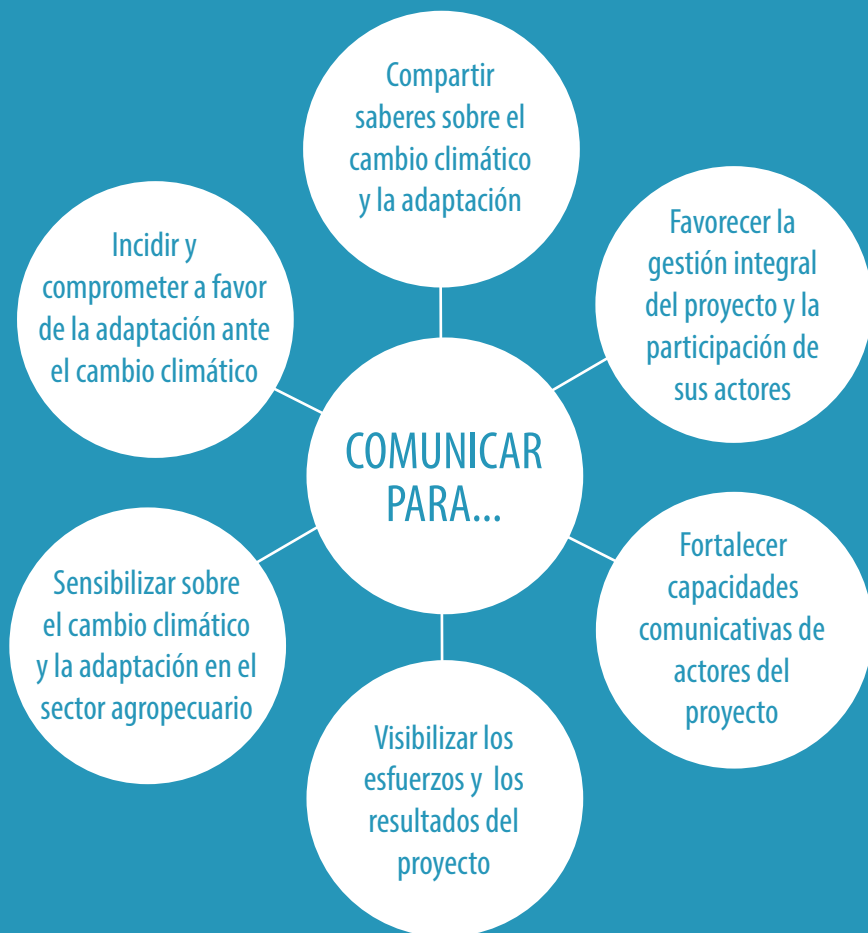 Compartir
saberes sobre el
cambio climático
y la adaptación
Favorecer la
gestión integral
del proyecto y la
participación de
sus actores
Incidir y
comprometer a favor
de la adaptación ante
el cambio climático
COMUNICAR
PARA...
Fortalecer
capacidades
comunicativas de
actores del
proyecto
Sensibilizar sobre
el cambio climático
y la adaptación en el
sector agropecuario
Visibilizar los
esfuerzos y los
resultados del
proyecto